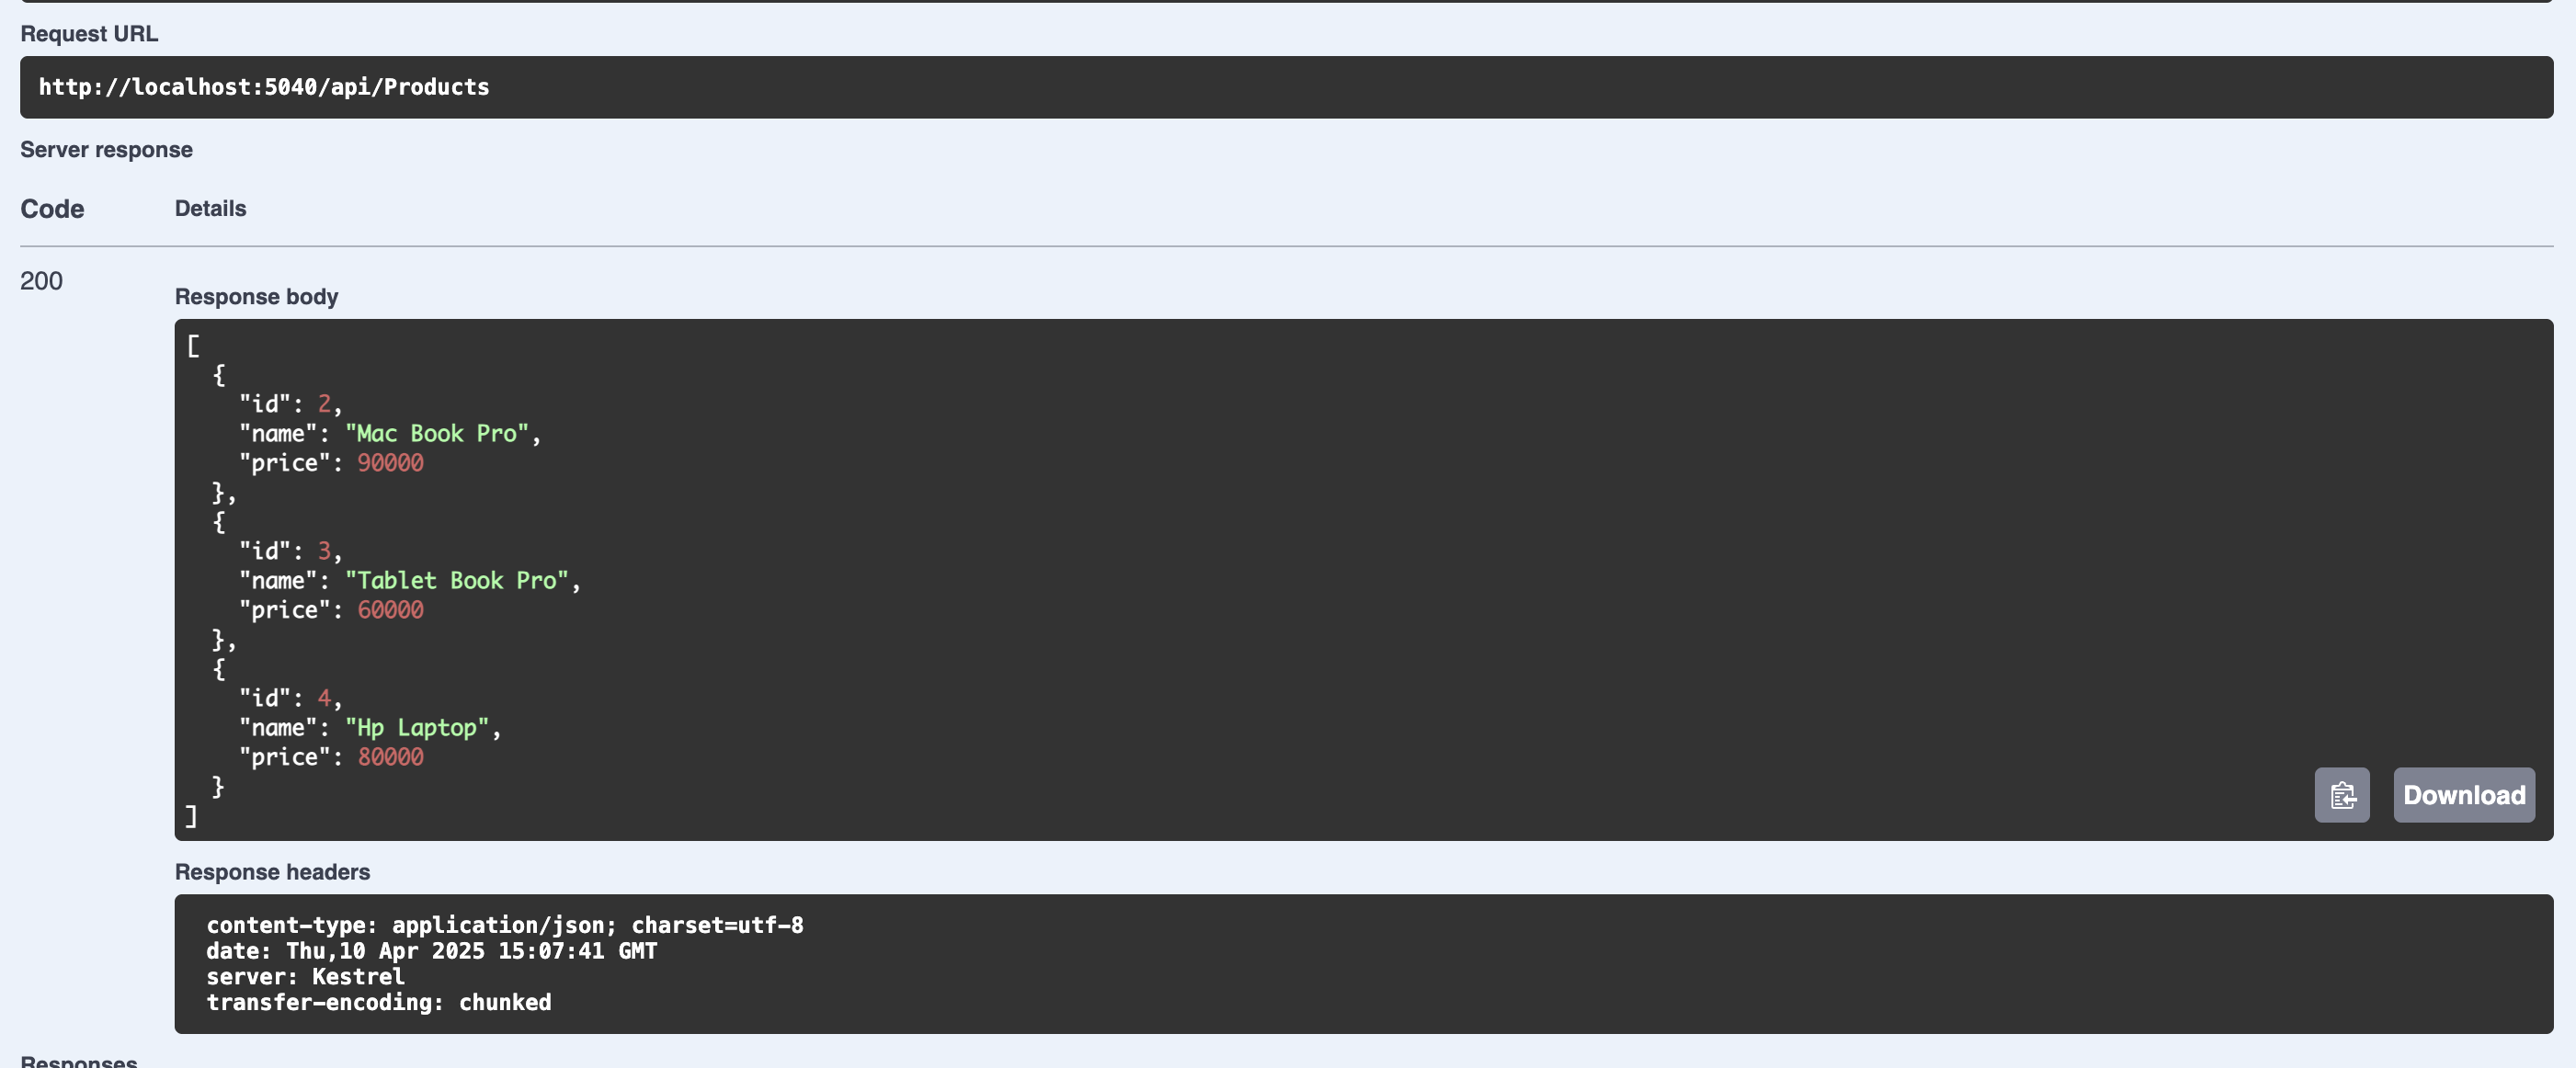 Request URL
http://localhost:5040/api/Products
Server response
Code Details
200
Response body
[
  {
    "id": 2,
    "name": "Mac Book Pro",
    "price": 90000
  },
  {
    "id": 3,
    "name": "Tablet Book Pro",
    "price": 60000
  },
  {
    "id": 4,
    "name": "Hp Laptop",
    "price": 80000
  }
]
Download
Response headers
content-type: application/json; charset=utf-8
date: Thu,10 Apr 2025 15:07:41 GMT
server: Kestrel
transfer-encoding: chunked
Responses